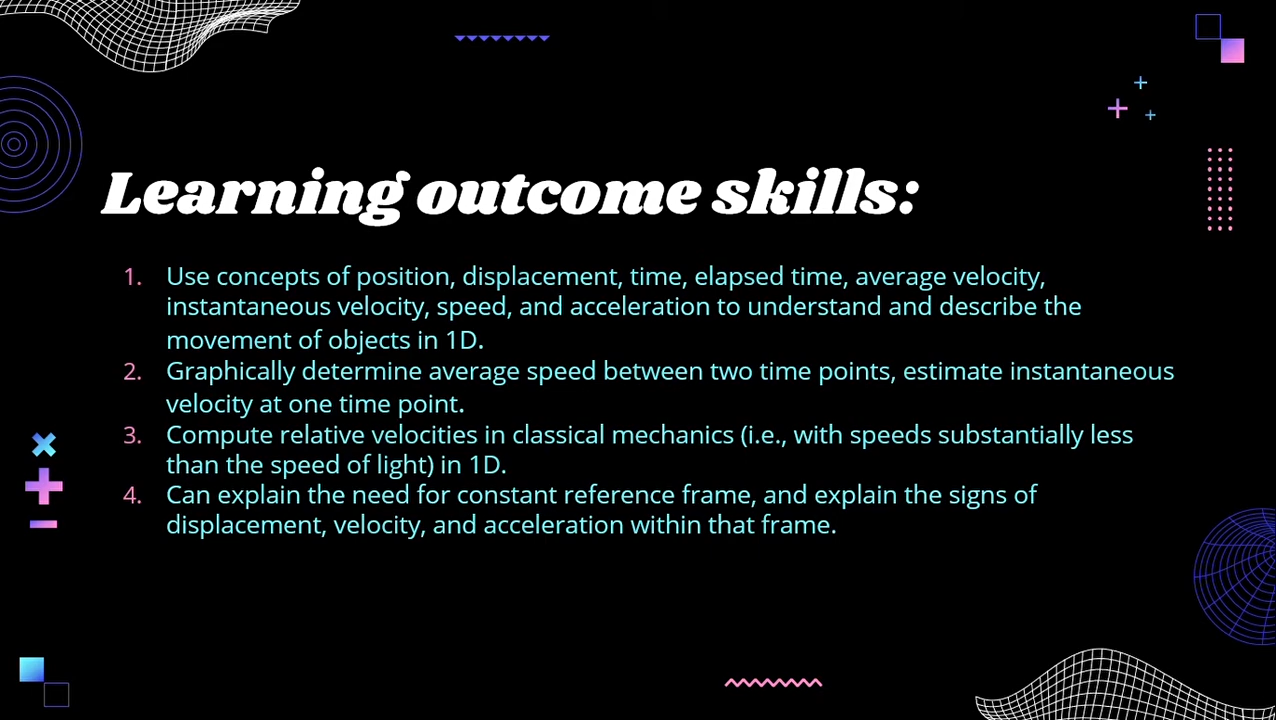 Learning outcome skills:
1. Use concepts of position, displacement, time, elapsed time, average velocity,
instantaneous velocity, speed, and acceleration to understand and describe the
movement of objects in 1D.
2. Graphically determine average speed between two time points, estimate instantaneous
velocity at one time point.
3. Compute relative velocities in classical mechanics (i.e., with speeds substantially less
than the speed of light) in 1D.
4. Can explain the need for constant reference frame, and explain the signs of
displacement, velocity, and acceleration within that frame.